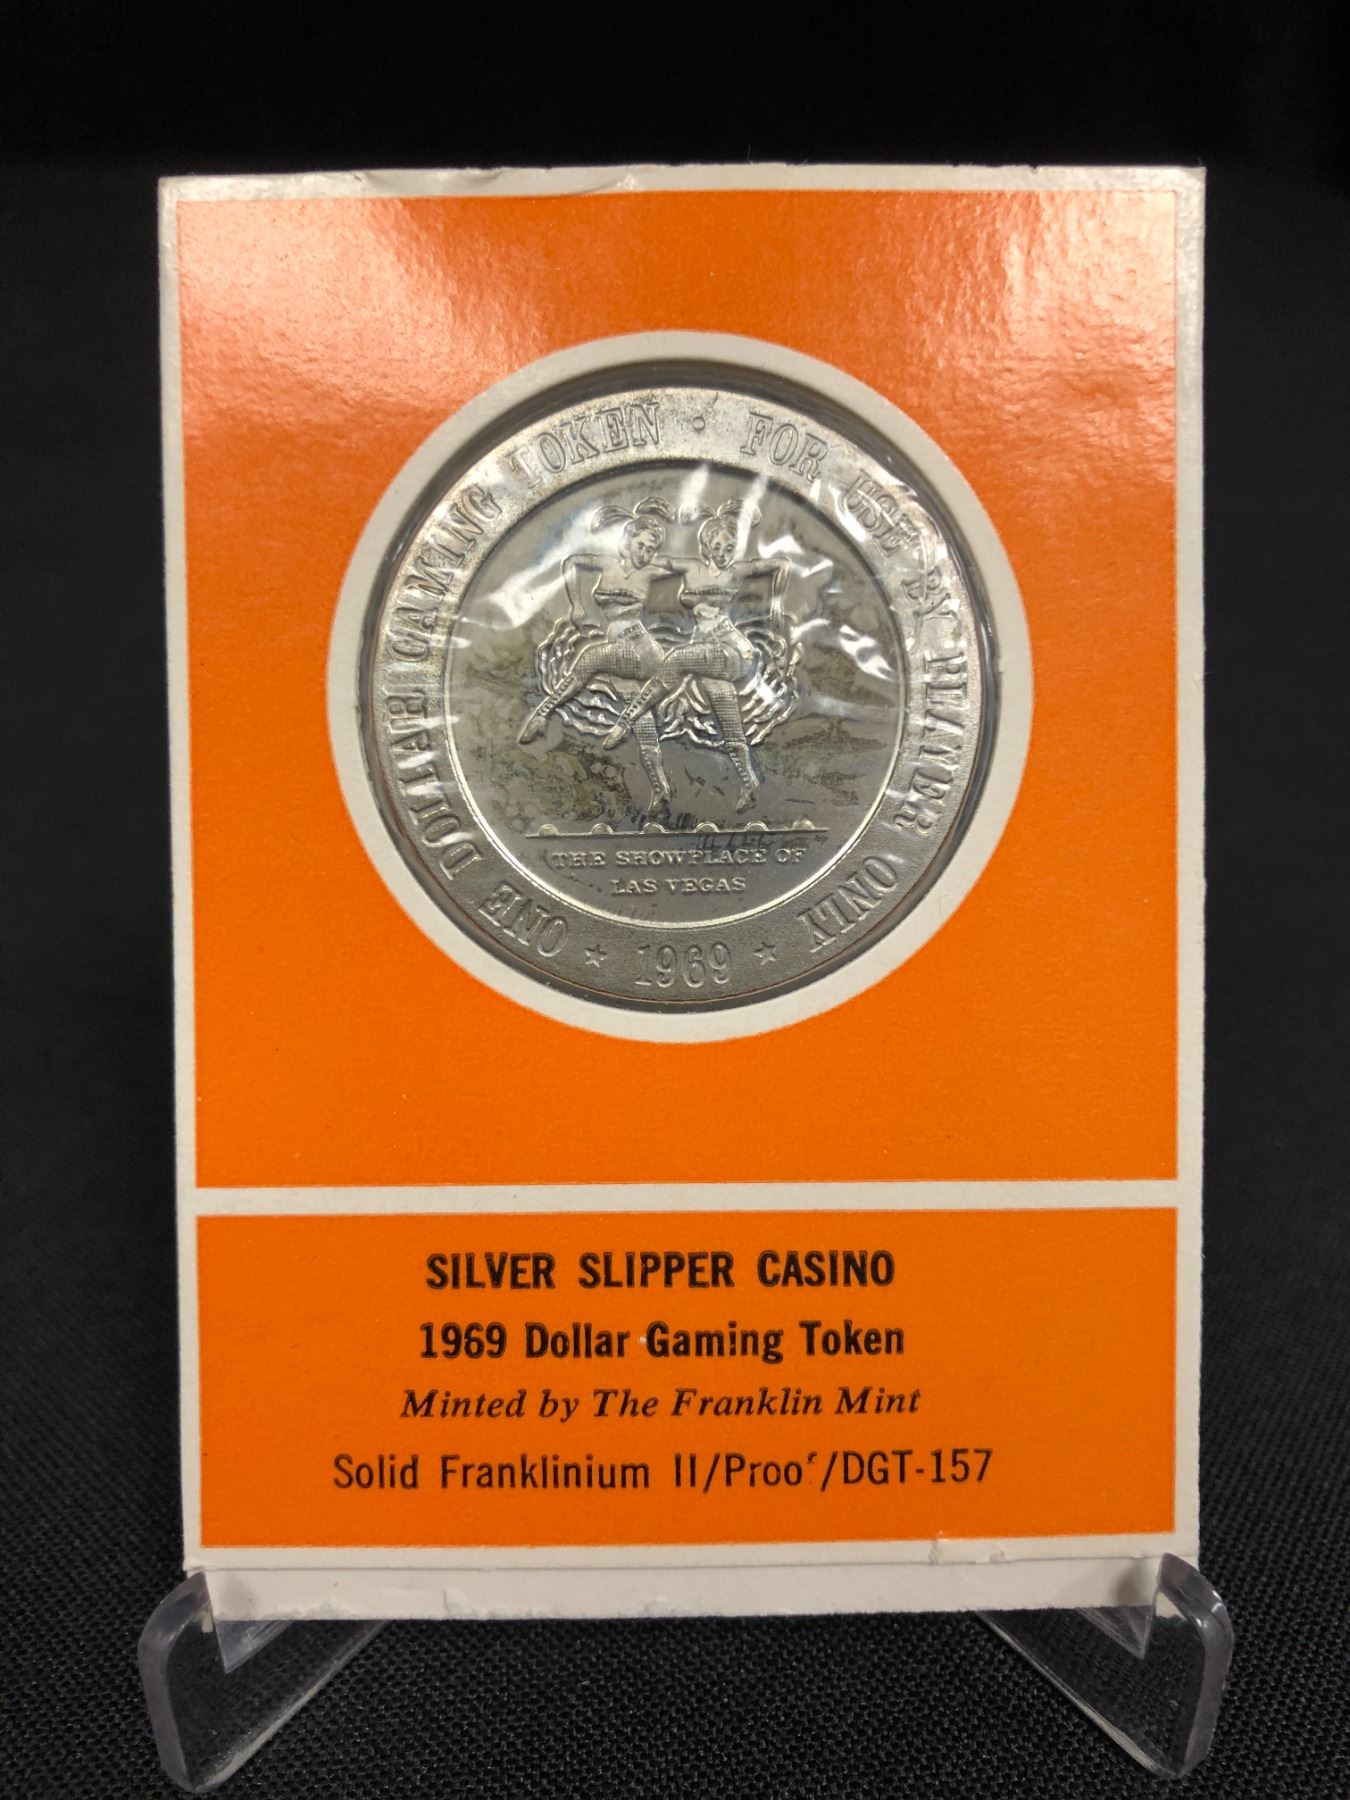 ONE DOLLAR GAMING TOKEN · FOR USE BY PLAYER ONLY
THE SHOWPLACE OF
LAS VEGAS
★ 1969 ★
SILVER SLIPPER CASINO
1969 Dollar Gaming Token
Minted by The Franklin Mint
Solid Franklinium II/Proof/DGT-157